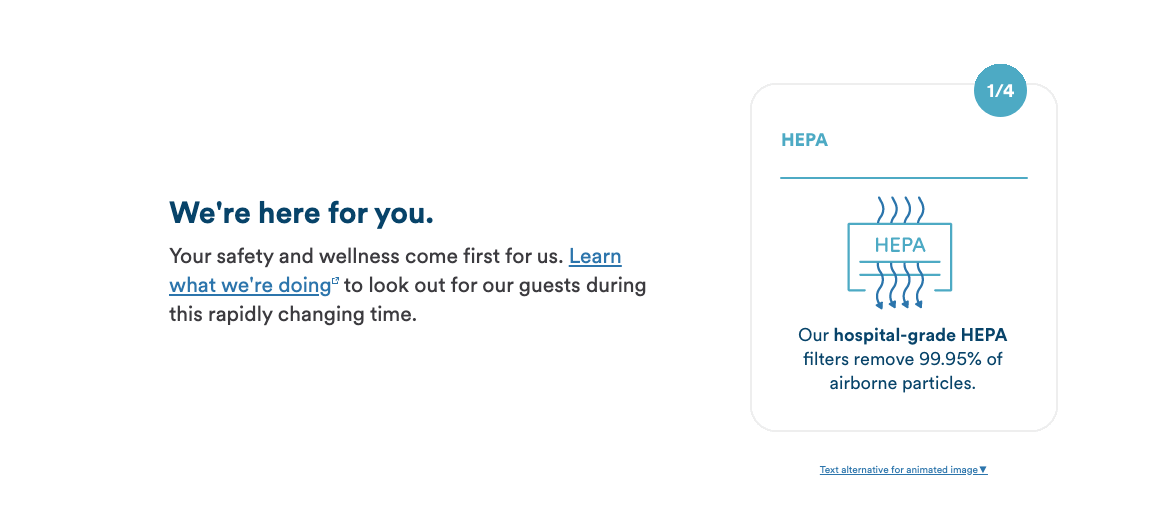 We're here for you.
Your safety and wellness come first for us. Learn
what we're doing to look out for our guests during
this rapidly changing time.
1/4
HEPA
HEPA
Our hospital-grade HEPA
filters remove 99.95% of
airborne particles.
Text alternative for animated image▼